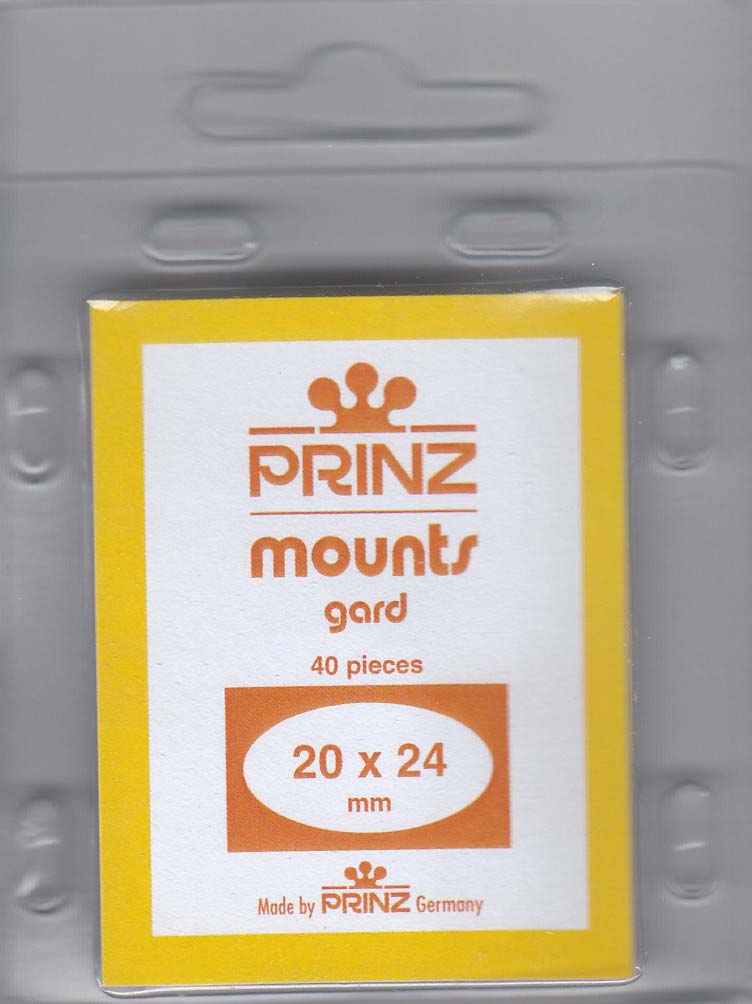 PRINZ
mounts
gard
40 pieces
20 x 24
mm
Made by PRINZ Germany